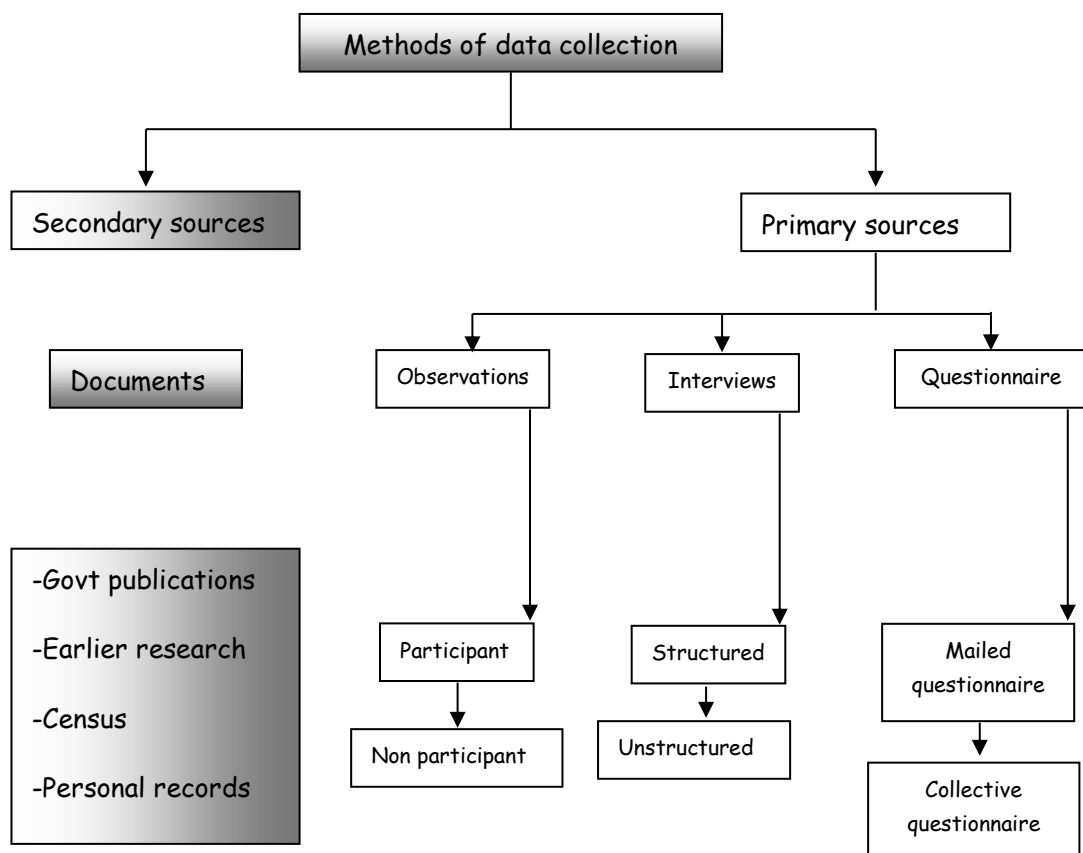 Methods of data collection
Secondary sources
Primary sources
Documents
Observations
Interviews
Questionnaire
-Govt publications
-Earlier research
-Census
-Personal records
Participant
Non participant
Structured
Unstructured
Mailed
questionnaire
Collective
questionnaire